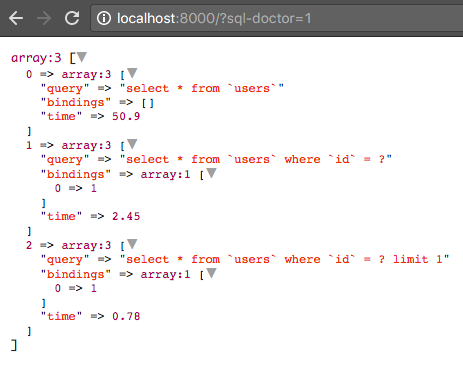 localhost:8000/?sql-doctor=1
array:3 [▼
  0 => array:3 [▼
    "query" => "select * from `users`"
    "bindings" => []
    "time" => 50.9
  ]
  1 => array:3 [▼
    "query" => "select * from `users` where `id` = ?"
    "bindings" => array:1 [▼
      0 => 1
    ]
    "time" => 2.45
  ]
  2 => array:3 [▼
    "query" => "select * from `users` where `id` = ? limit 1"
    "bindings" => array:1 [▼
      0 => 1
    ]
    "time" => 0.78
  ]
]